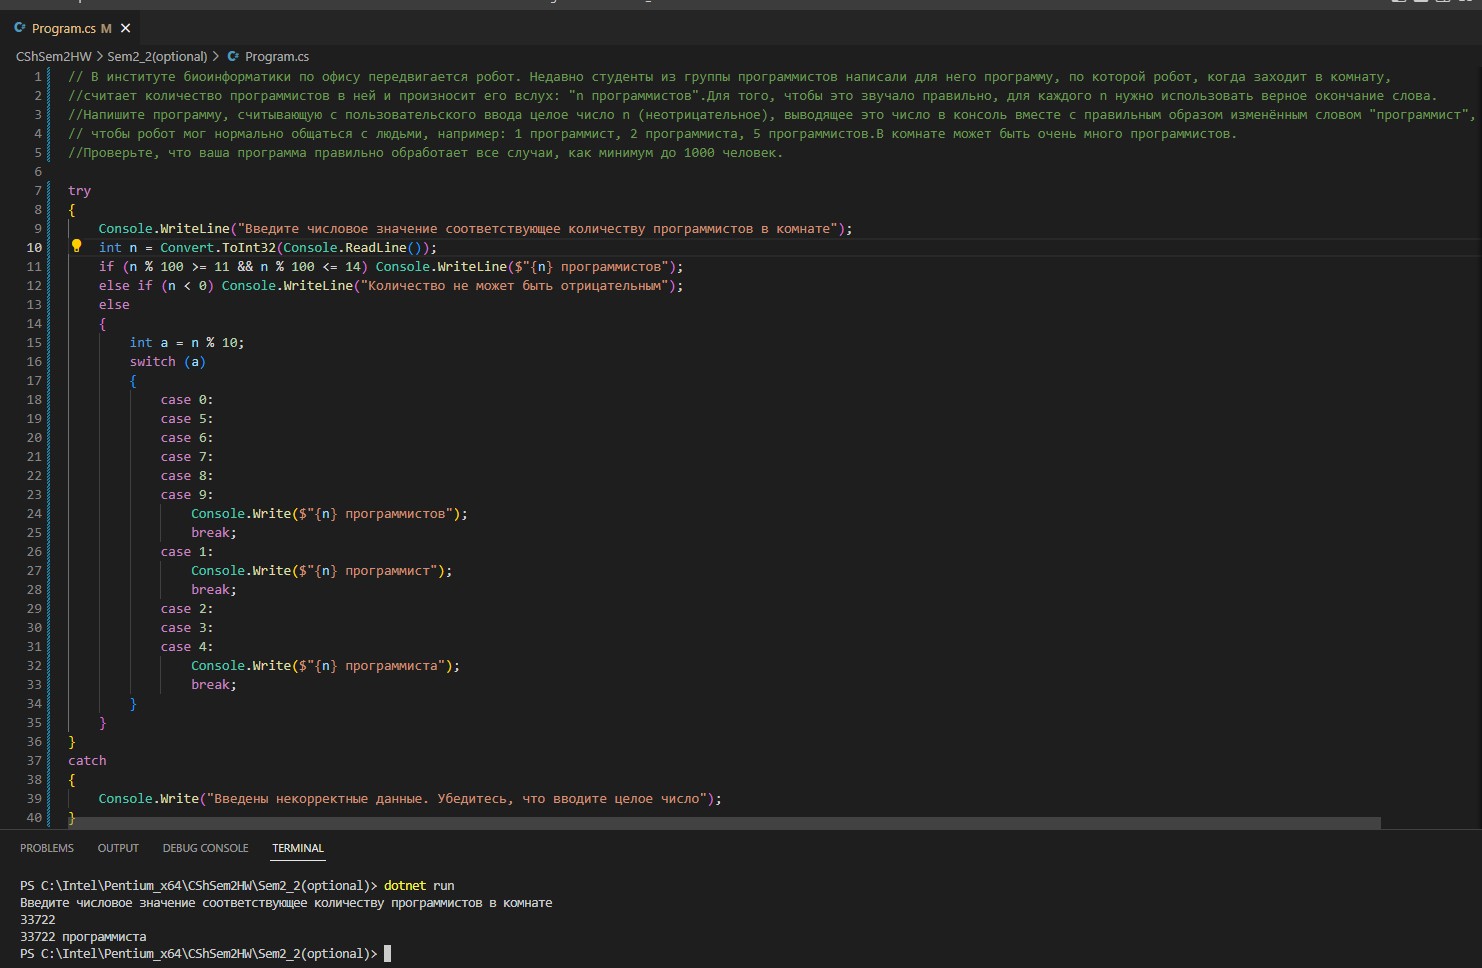 Program.cs M
CShSem2HW > Sem2_2(optional) > Program.cs
1 // В институте биоинформатики по офису передвигается робот. Недавно студенты из группы программистов написали для него программу, по которой робот, когда заходит в комнату,
2 //считает количество программистов в ней и произносит его вслух: "n программистов".Для того, чтобы это звучало правильно, для каждого n нужно использовать верное окончание слова.
3 //Напишите программу, считывающую с пользовательского ввода целое число n (неотрицательное), выводящее это число в консоль вместе с правильным образом изменённым словом "программист",
4 // чтобы робот мог нормально общаться с людьми, например: 1 программист, 2 программиста, 5 программистов.В комнате может быть очень много программистов.
5 //Проверьте, что ваша программа правильно обработает все случаи, как минимум до 1000 человек.
6
7 try
8 {
9 Console.WriteLine("Введите числовое значение соответствующее количеству программистов в комнате");
10 int n = Convert.ToInt32(Console.ReadLine());
11 if (n % 100 >= 11 && n % 100 <= 14) Console.WriteLine($"{n} программистов");
12 else if (n < 0) Console.WriteLine("Количество не может быть отрицательным");
13 else
14 {
15 int a = n % 10;
16 switch (a)
17 {
18 case 0:
19 case 5:
20 case 6:
21 case 7:
22 case 8:
23 case 9:
24 Console.Write($"{n} программистов");
25 break;
26 case 1:
27 Console.Write($"{n} программист");
28 break;
29 case 2:
30 case 3:
31 case 4:
32 Console.Write($"{n} программиста");
33 break;
34 }
35 }
36 }
37 catch
38 {
39 Console.Write("Введены некорректные данные. Убедитесь, что вводите целое число");
40 }
PROBLEMS OUTPUT DEBUG CONSOLE TERMINAL
PS C:\Intel\Pentium_x64\CShSem2HW\Sem2_2(optional)> dotnet run
Введите числовое значение соответствующее количеству программистов в комнате
33722
33722 программиста
PS C:\Intel\Pentium_x64\CShSem2HW\Sem2_2(optional)>